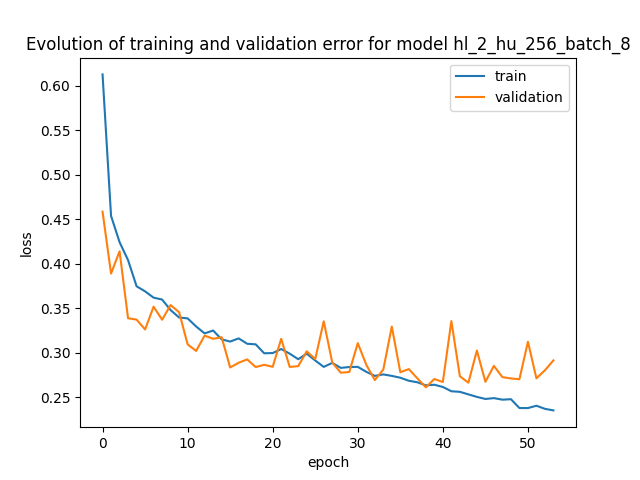 Evolution of training and validation error for model hl_2_hu_256_batch_8
train
validation
0.60
0.55
0.50
0.45
0.40
0.35
0.30
0.25
loss
0 10 20 30 40 50
epoch